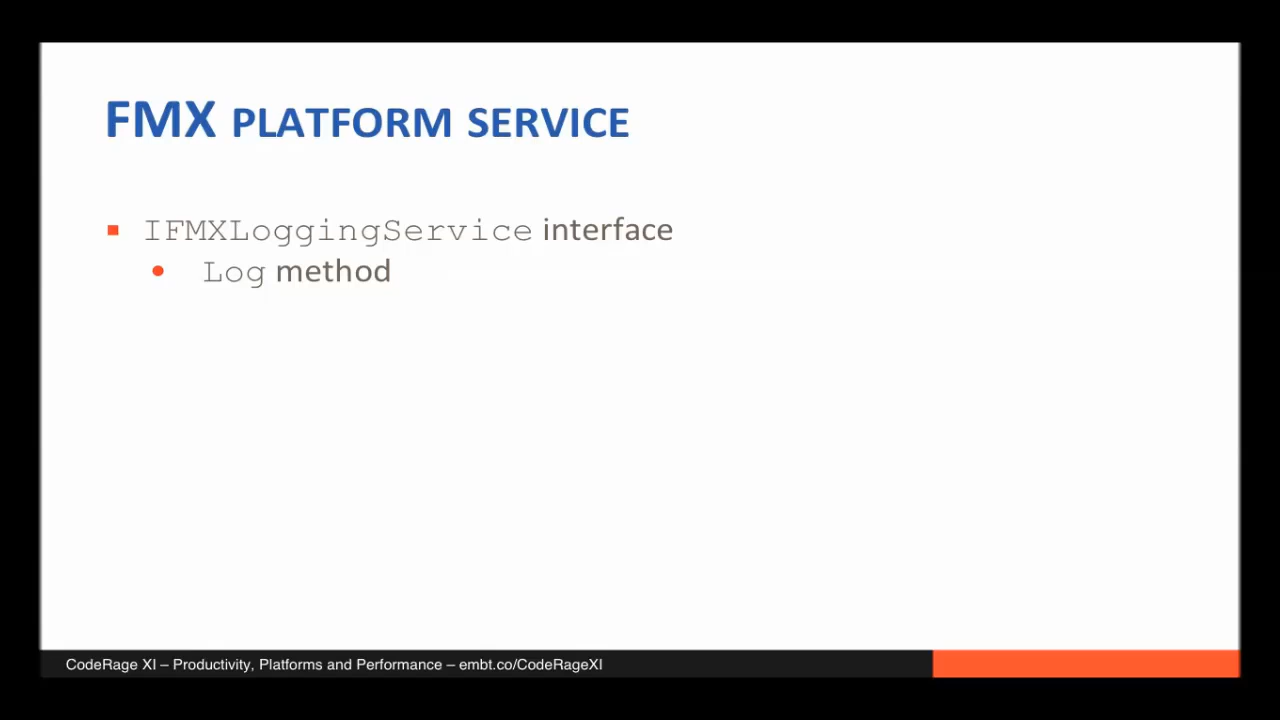 FMX PLATFORM SERVICE
IFMXLoggingService interface
Log method
CodeRage XI – Productivity, Platforms and Performance – embt.co/CodeRageXI